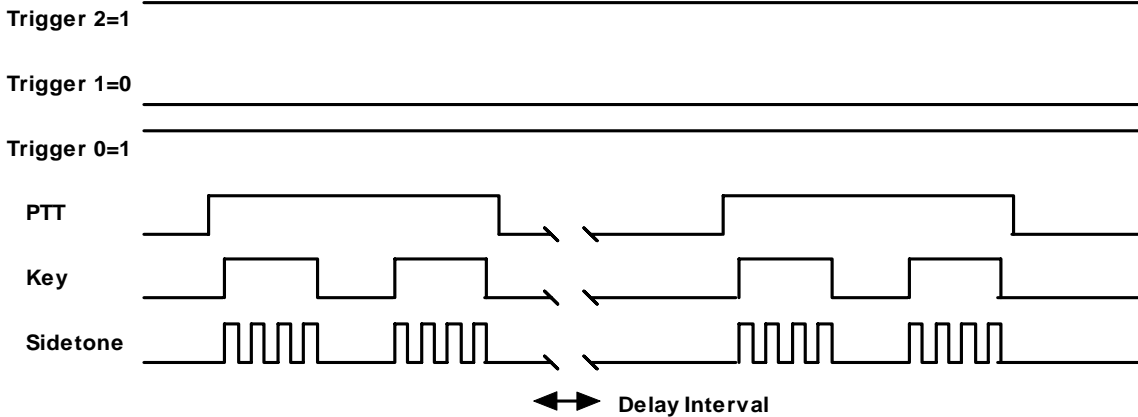 Trigger 2=1
Trigger 1=0
Trigger 0=1
PTT
Key
Sidetone
Delay Interval